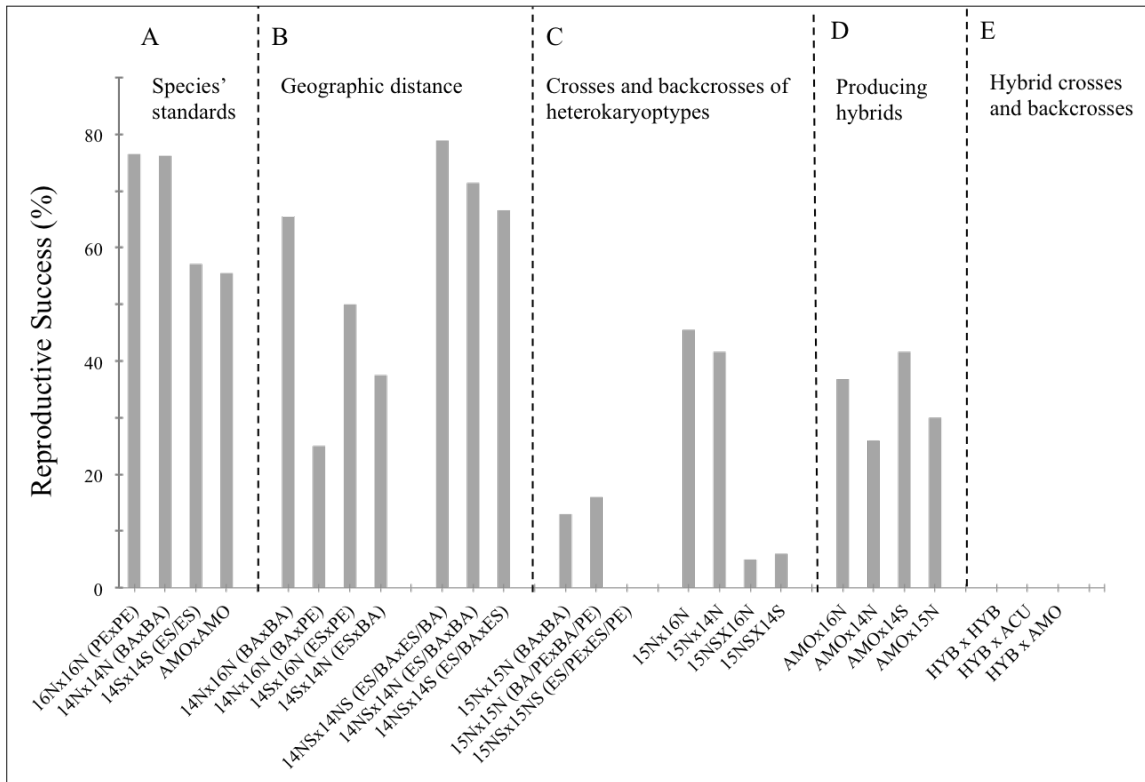 A
B
C
D
E
Species'
standards
Geographic distance
Crosses and backcrosses of
heterokaryoptypes
Producing
hybrids
Hybrid crosses
and backcrosses
Reproductive Success (%)
80
60
40
20
0
16Nx16N (PExPE)
14Nx14N (BAxBA)
14Sx14S (ES/ES)
AMOxAMO
14Nx16N (BAxBA)
14Nx16N (BAxPE)
14Sx16N (ESxPE)
14Sx14N (ESxBA)
14NSx14NS (ES/BAxES/BA)
14NSx14N (ES/BAxBA)
14NSx14S (ES/BAxES)
15Nx15N (BAxBA)
15Nx15N (BA/PExBA/PE)
15NSx15NS (ES/PExES/PE)
15Nx16N
15Nx14N
15NSX16N
15NSX14S
AMOx16N
AMOx14N
AMOx14S
AMOx15N
HYB x HYB
HYB x ACU
HYB x AMO